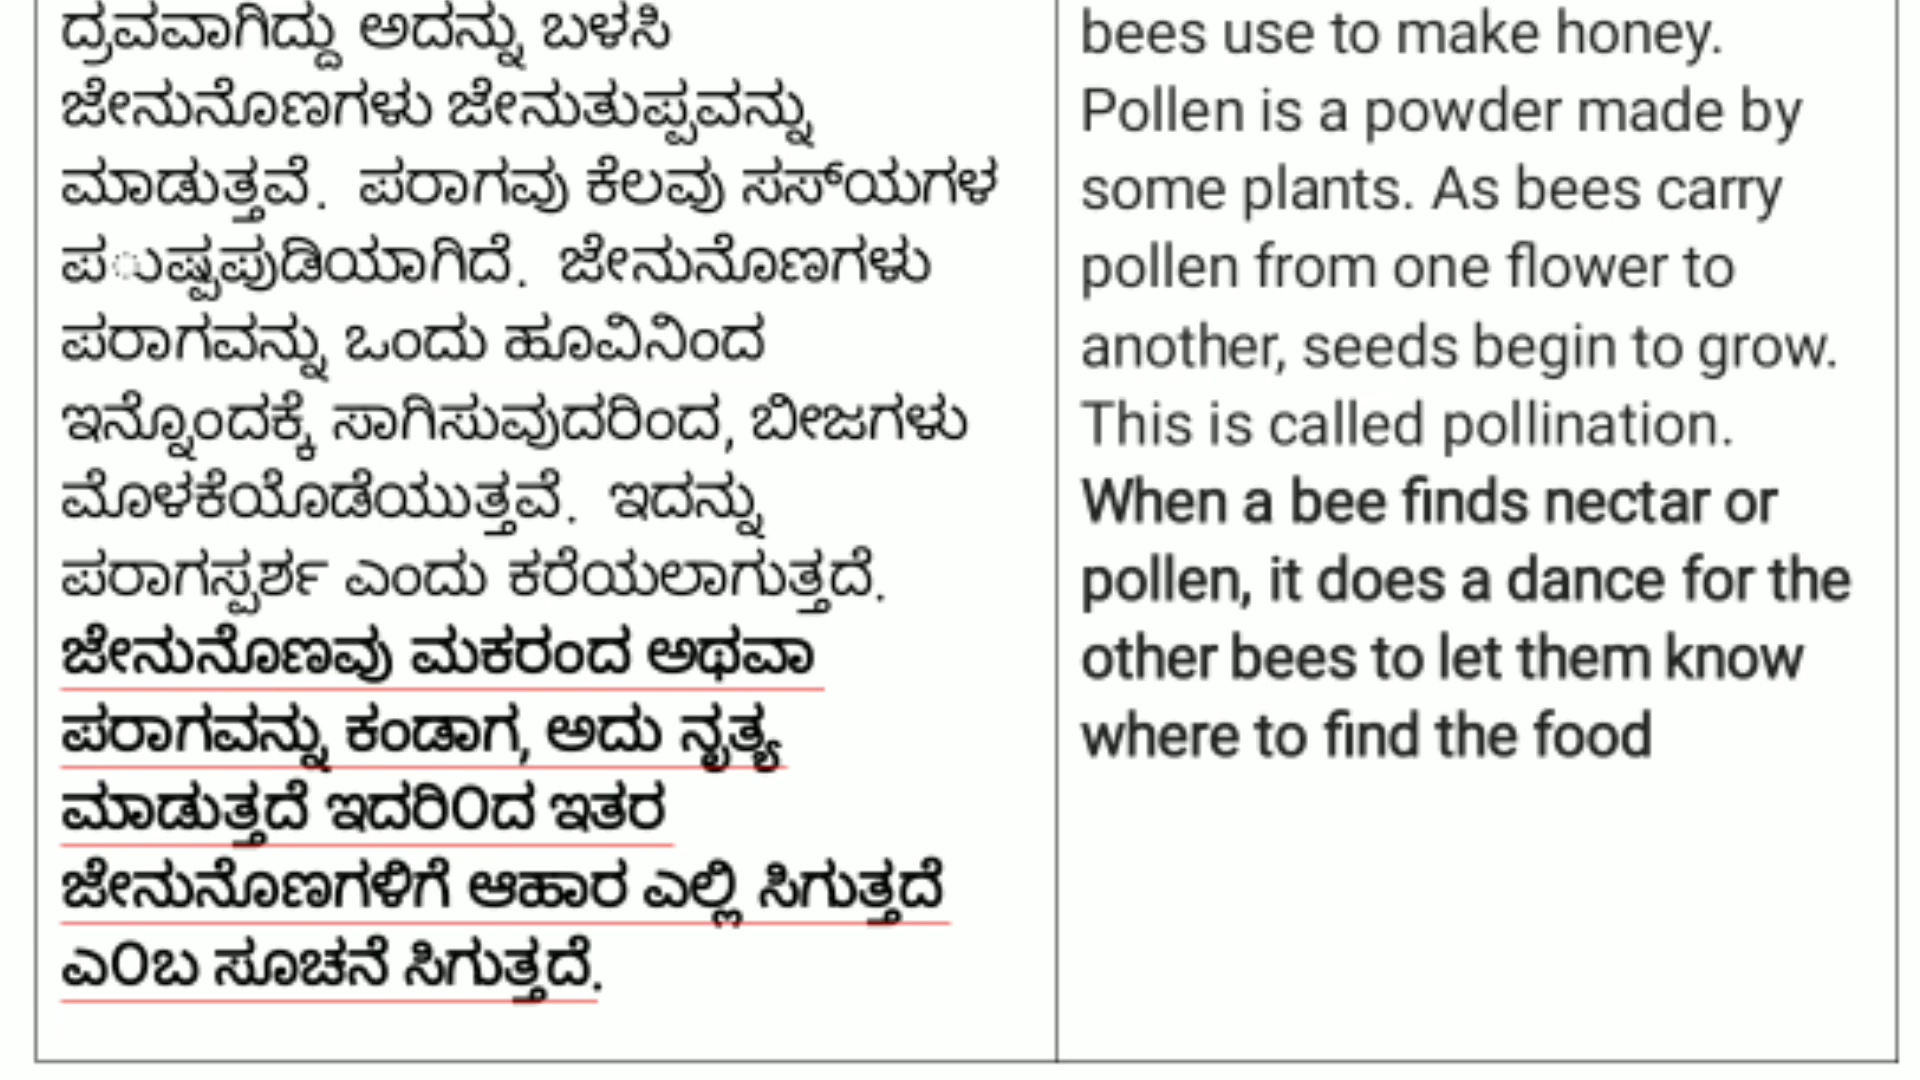 ದ್ರವವಾಗಿದ್ದು ಅದನ್ನು ಬಳಸಿ
ಜೇನುನೊಣಗಳು ಜೇನುತುಪ್ಪವನ್ನು
ಮಾಡುತ್ತವೆ. ಪರಾಗವು ಕೆಲವು ಸಸ್‌ಯಗಳ
ಪ ುಷ್ಪಪುಡಿಯಾಗಿದೆ. ಜೇನುನೊಣಗಳು
ಪರಾಗವನ್ನು ಒಂದು ಹೂವಿನಿಂದ
ಇನ್ನೊಂದಕ್ಕೆ ಸಾಗಿಸುವುದರಿಂದ, ಬೀಜಗಳು
ಮೊಳಕೆಯೊಡೆಯುತ್ತವೆ. ಇದನ್ನು
ಪರಾಗಸ್ಪರ್ಶ ಎಂದು ಕರೆಯಲಾಗುತ್ತದೆ.
ಜೇನುನೊಣವು ಮಕರಂದ ಅಥವಾ
ಪರಾಗವನ್ನು ಕಂಡಾಗ, ಅದು ನೃತ್ಯ
ಮಾಡುತ್ತದೆ ಇದರಿ೦ದ ಇತರ
ಜೇನುನೊಣಗಳಿಗೆ ಆಹಾರ ಎಲ್ಲಿ ಸಿಗುತ್ತದೆ
ಎ೦ಬ ಸೂಚನೆ ಸಿಗುತ್ತದೆ.
bees use to make honey.
Pollen is a powder made by
some plants. As bees carry
pollen from one flower to
another, seeds begin to grow.
This is called pollination.
When a bee finds nectar or
pollen, it does a dance for the
other bees to let them know
where to find the food